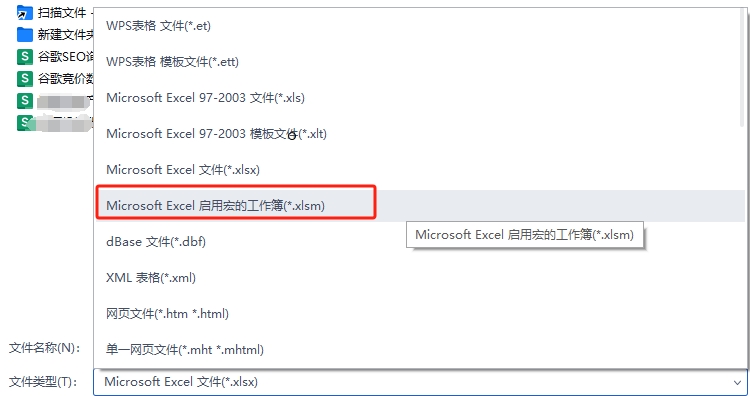 扫描文件 -
新建文件夹
谷歌SEO询
谷歌竞价数
WPS表格 文件(*.et)
WPS表格 模板文件(*.ett)
Microsoft Excel 97-2003 文件(*.xls)
Microsoft Excel 97-2003 模板文件(*.xlt)
Microsoft Excel 文件(*.xlsx)
Microsoft Excel 启用宏的工作簿(*.xlsm)
Microsoft Excel 启用宏的工作簿(*.xlsm)
dBase 文件(*.dbf)
XML 表格(*.xml)
网页文件(*.htm *.html)
单一网页文件(*.mht *.mhtml)
文件名称(N):
文件类型(T):
Microsoft Excel 文件(*.xlsx)